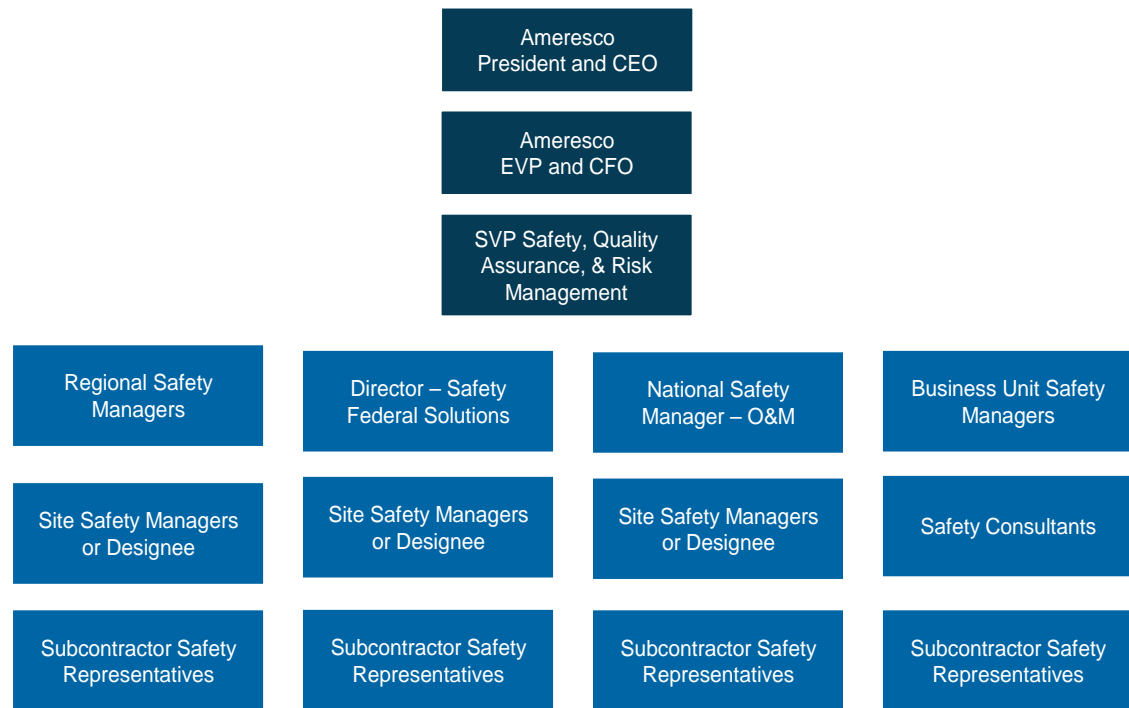 Ameresco
President and CEO
Ameresco
EVP and CFO
SVP Safety, Quality
Assurance, & Risk
Management
Regional Safety
Managers
Director – Safety
Federal Solutions
National Safety
Manager – O&M
Business Unit Safety
Managers
Site Safety Managers
or Designee
Site Safety Managers
or Designee
Site Safety Managers
or Designee
Safety Consultants
Subcontractor Safety
Representatives
Subcontractor Safety
Representatives
Subcontractor Safety
Representatives
Subcontractor Safety
Representatives